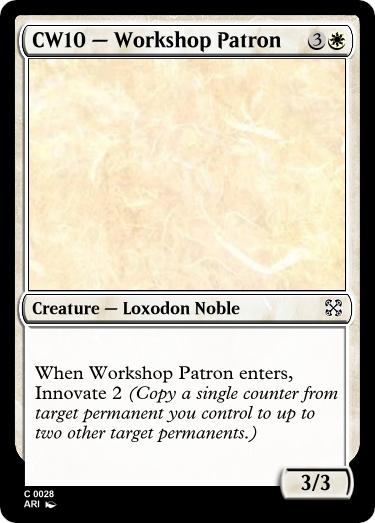 CW10 — Workshop Patron 3
Creature — Loxodon Noble
When Workshop Patron enters,
Innovate 2 (Copy a single counter from
target permanent you control to up to
two other target permanents.)
3/3
C 0028
ARI